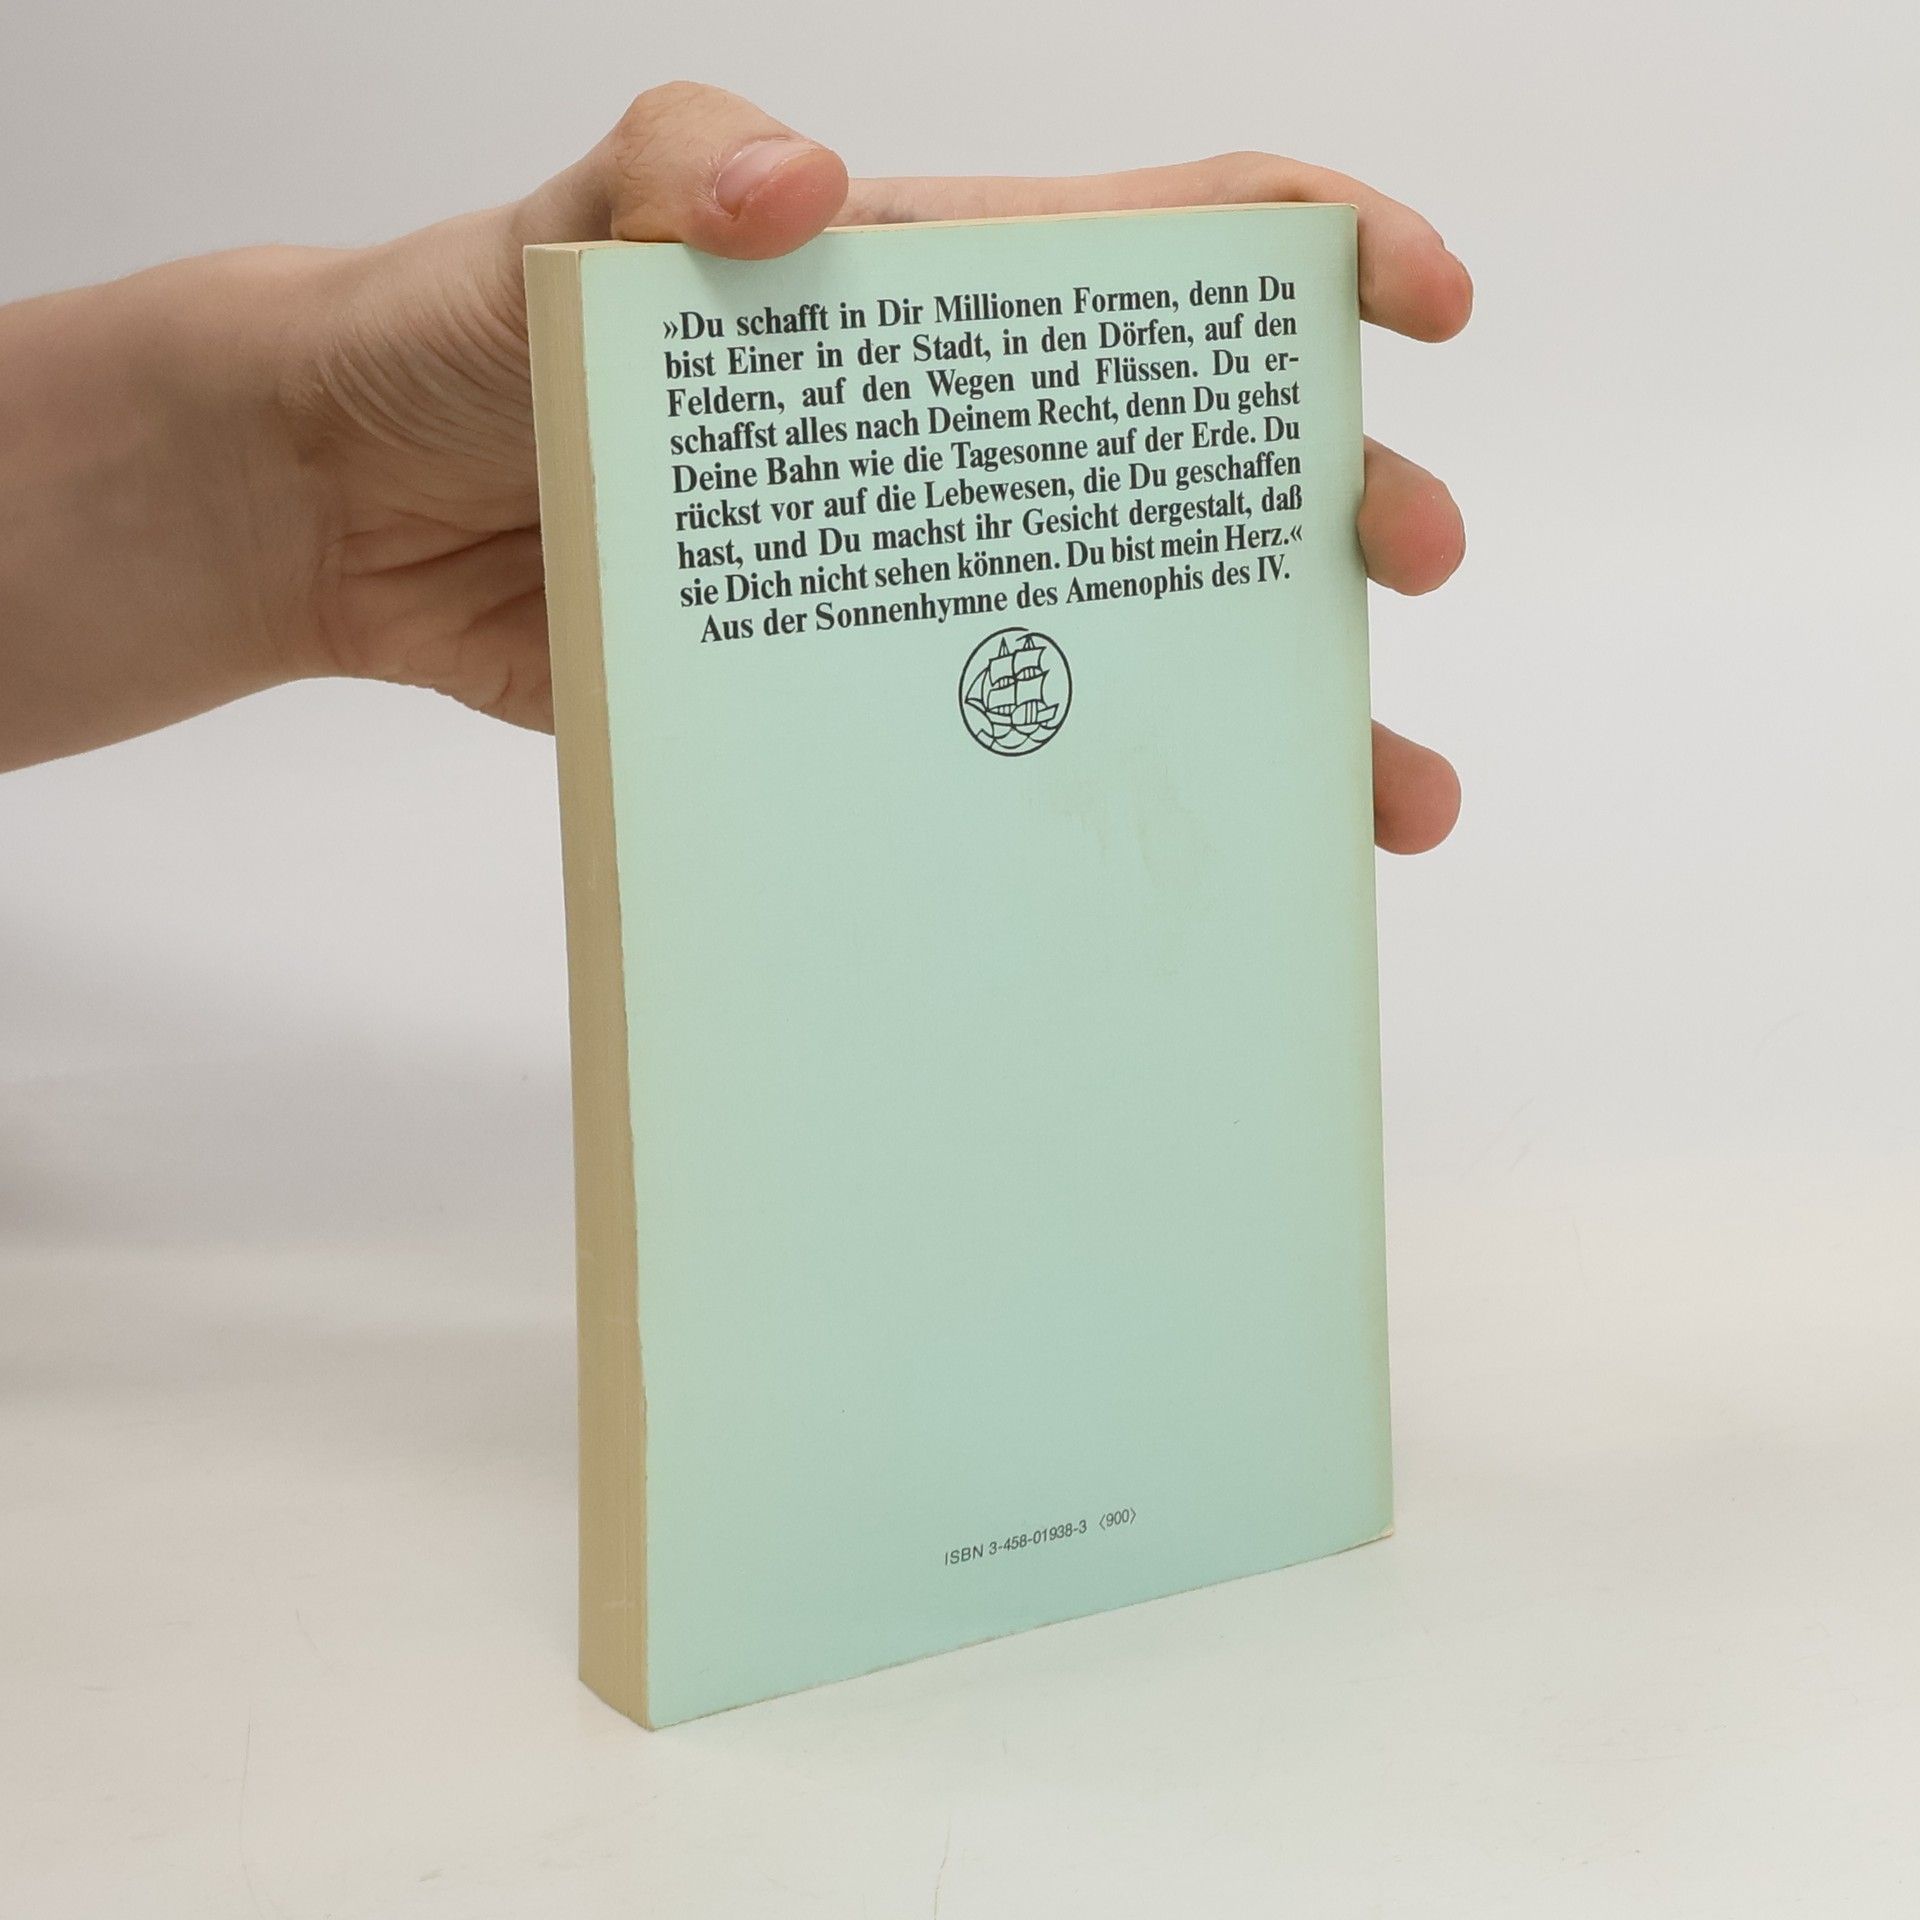 »Du schafft in Dir Millionen Formen, denn Du
bist Einer in der Stadt, in den Dörfen, auf den
Feldern, auf den Wegen und Flüssen. Du er-
schaffst alles nach Deinem Recht, denn Du gehst
Deine Bahn wie die Tagesonne auf der Erde. Du
rückst vor auf die Lebewesen, die Du geschaffen
hast, und Du machst ihr Gesicht dergestalt, daß
sie Dich nicht sehen können. Du bist mein Herz.«
Aus der Sonnenhymne des Amenophis des IV.
ISBN 3-458-01938-3 〈900〉